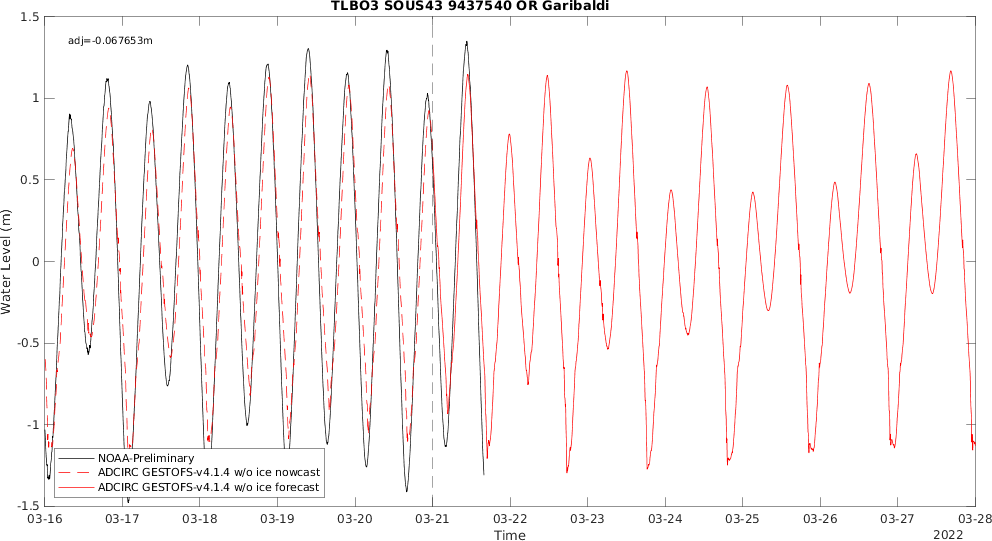 TLBO3 SOUS43 9437540 OR Garibaldi
adj=-0.067653m
1.5
1
0.5
0
-0.5
-1
-1.5
Water Level (m)
NOAA-Preliminary
ADCIRC GESTOFS-v4.1.4 w/o ice nowcast
ADCIRC GESTOFS-v4.1.4 w/o ice forecast
03-16 03-17 03-18 03-19 03-20 03-21 03-22 03-23 03-24 03-25 03-26 03-27 03-28
Time
2022